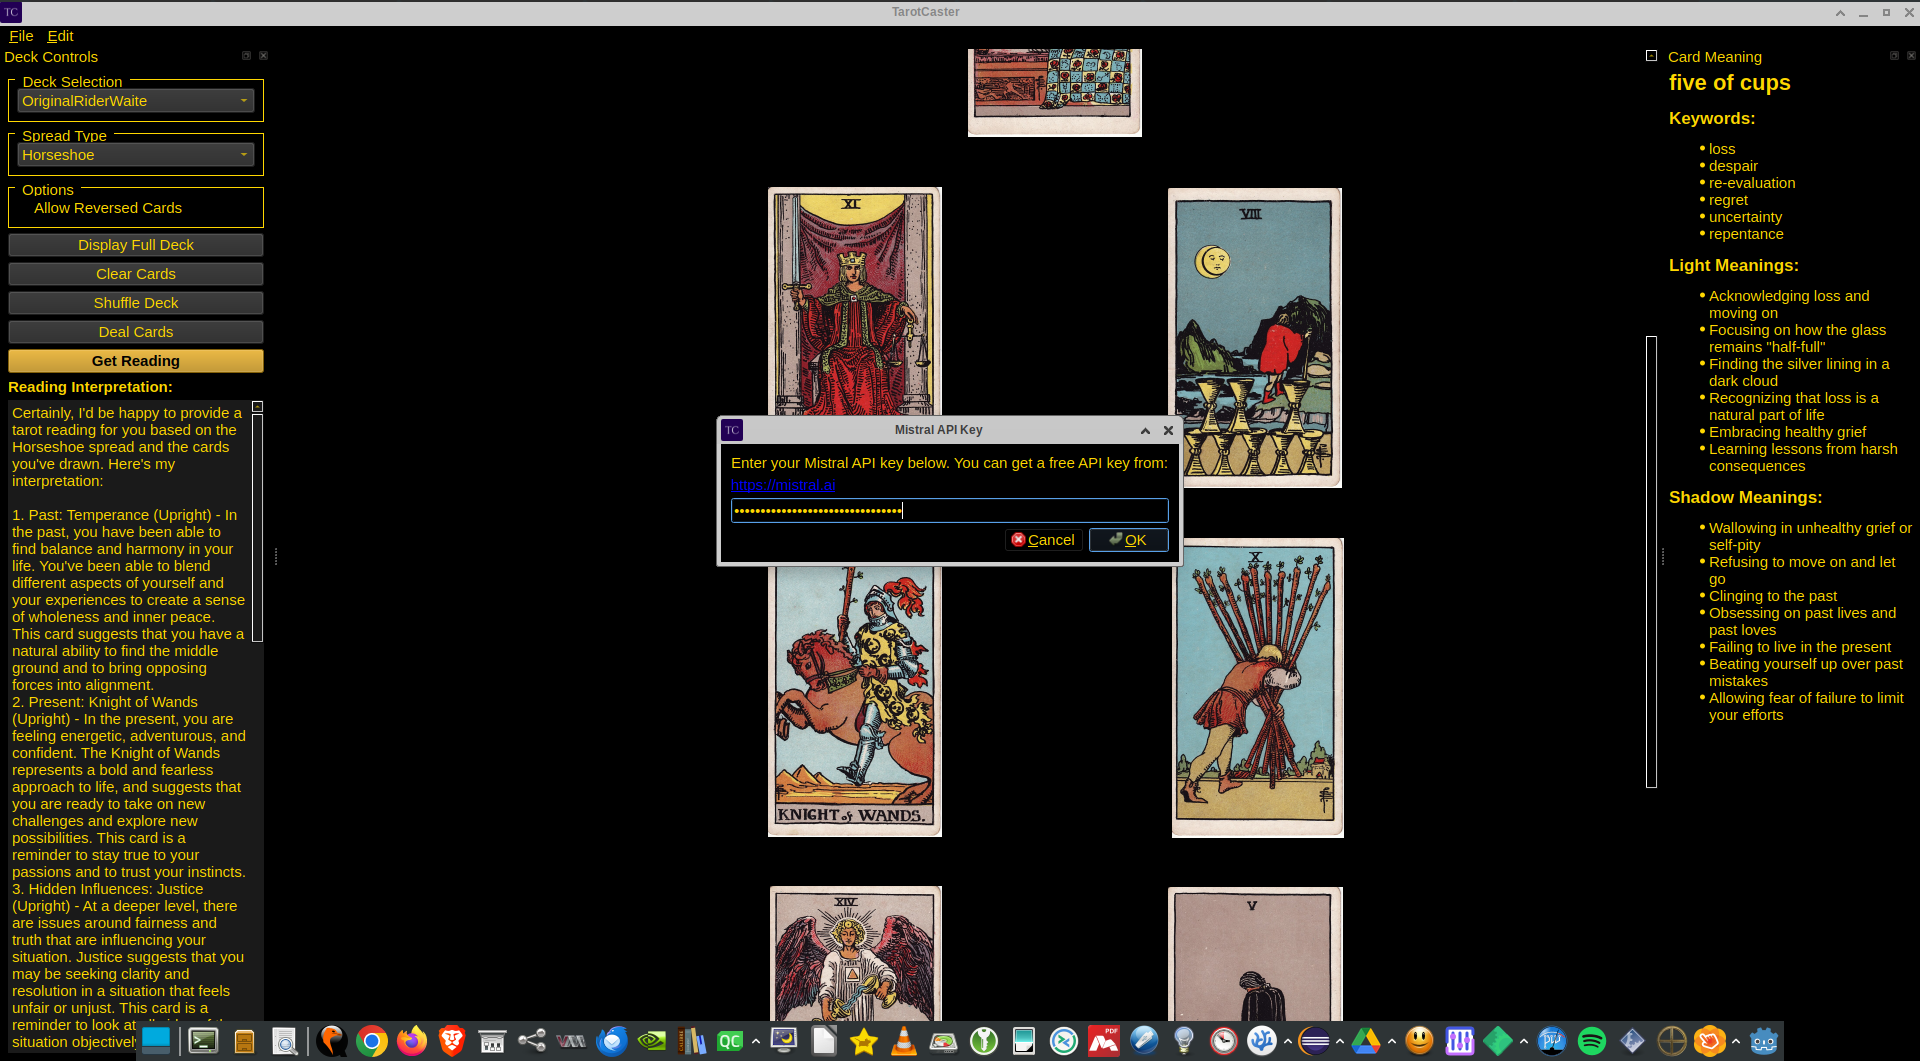 TC
TarotCaster
File Edit
Deck Controls
Deck Selection
OriginalRiderWaite
Spread Type
Horseshoe
Options
Allow Reversed Cards
Display Full Deck
Clear Cards
Shuffle Deck
Deal Cards
Get Reading
Reading Interpretation:
Certainly, I'd be happy to provide a
tarot reading for you based on the
Horseshoe spread and the cards
you've drawn. Here's my
interpretation:
1. Past: Temperance (Upright) - In
the past, you have been able to
find balance and harmony in your
life. You've been able to blend
different aspects of yourself and
your experiences to create a sense
of wholeness and inner peace.
This card suggests that you have a
natural ability to find the middle
ground and to bring opposing
forces into alignment.
2. Present: Knight of Wands
(Upright) - In the present, you are
feeling energetic, adventurous, and
confident. The Knight of Wands
represents a bold and fearless
approach to life, and suggests that
you are ready to take on new
challenges and explore new
possibilities. This card is a
reminder to stay true to your
passions and to trust your instincts.
3. Hidden Influences: Justice
(Upright) - At a deeper level, there
are issues around fairness and
truth that are influencing your
situation. Justice suggests that you
may be seeking clarity and
resolution in a situation that feels
unfair or unjust. This card is a
reminder to look at
situation objectively
XI
VIII
TC
Mistral API Key
Enter your Mistral API key below. You can get a free API key from:
https://mistral.ai
Cancel
OK
X
KNIGHT of WANDS.
XIV
V
Card Meaning
five of cups
Keywords:
• loss
• despair
• re-evaluation
• regret
• uncertainty
• repentance
Light Meanings:
• Acknowledging loss and
moving on
• Focusing on how the glass
remains "half-full"
• Finding the silver lining in a
dark cloud
• Recognizing that loss is a
natural part of life
• Embracing healthy grief
• Learning lessons from harsh
consequences
Shadow Meanings:
• Wallowing in unhealthy grief or
self-pity
• Refusing to move on and let
go
• Clinging to the past
• Obsessing on past lives and
past loves
• Failing to live in the present
• Beating yourself up over past
mistakes
• Allowing fear of failure to limit
your efforts
QC
PDF